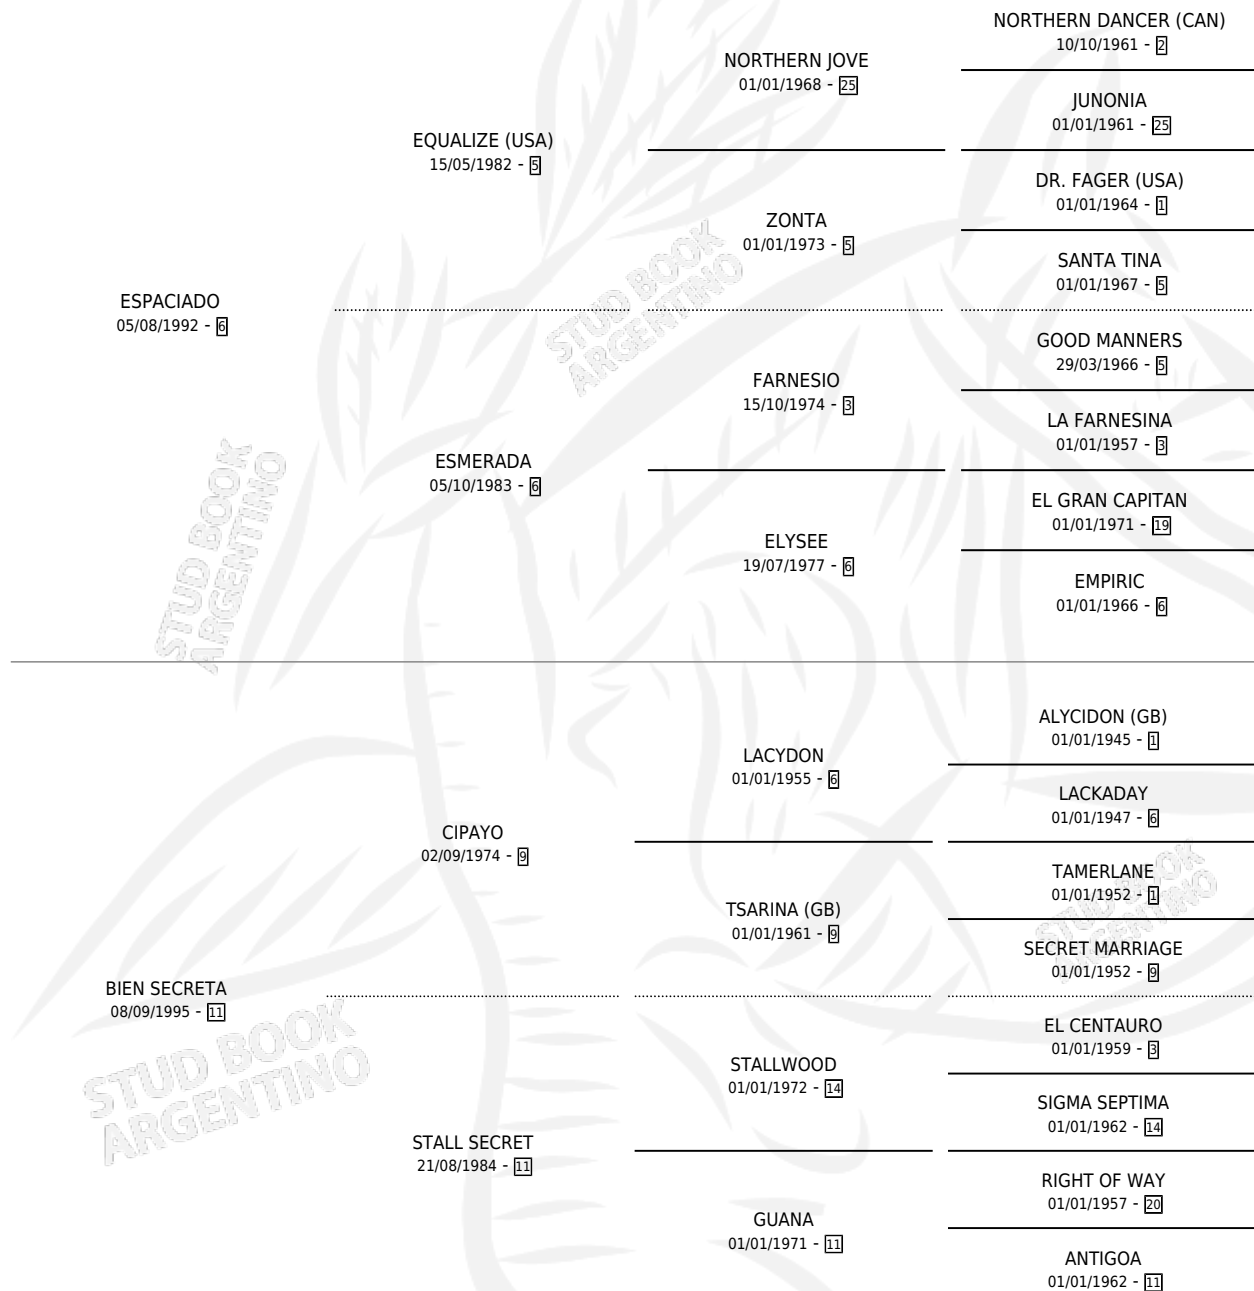 NORTHERN DANCER (CAN)
10/10/1961 - 2
NORTHERN JOVE
01/01/1968 - 25
JUNONIA
01/01/1961 - 25
EQUALIZE (USA)
15/05/1982 - 5
DR. FAGER (USA)
01/01/1964 - 1
ZONTA
01/01/1973 - 5
SANTA TINA
01/01/1967 - 5
ESPACIADO
05/08/1992 - 6
STUD BOOK
ARGENTINO
GOOD MANNERS
29/03/1966 - 5
FARNESIO
15/10/1974 - 3
LA FARNESINA
01/01/1957 - 3
ESMERADA
05/10/1983 - 6
EL GRAN CAPITAN
01/01/1971 - 19
ELYSEE
19/07/1977 - 6
EMPIRIC
01/01/1966 - 6
STUD BOOK
ARGENTINO
ALYCIDON (GB)
01/01/1945 - 1
LACYDON
01/01/1955 - 6
LACKADAY
01/01/1947 - 6
CIPAYO
02/09/1974 - 9
TAMERLANE
01/01/1952 - 1
TSARINA (GB)
01/01/1961 - 9
SECRET MARRIAGE
01/01/1952 - 9
STUD BOOK
ARGENTINO
BIEN SECRETA
08/09/1995 - 11
EL CENTAURO
01/01/1959 - 3
STALLWOOD
01/01/1972 - 14
SIGMA SEPTIMA
01/01/1962 - 14
STUD BOOK
ARGENTINO
STALL SECRET
21/08/1984 - 11
RIGHT OF WAY
01/01/1957 - 20
GUANA
01/01/1971 - 11
ANTIGOA
01/01/1962 - 11